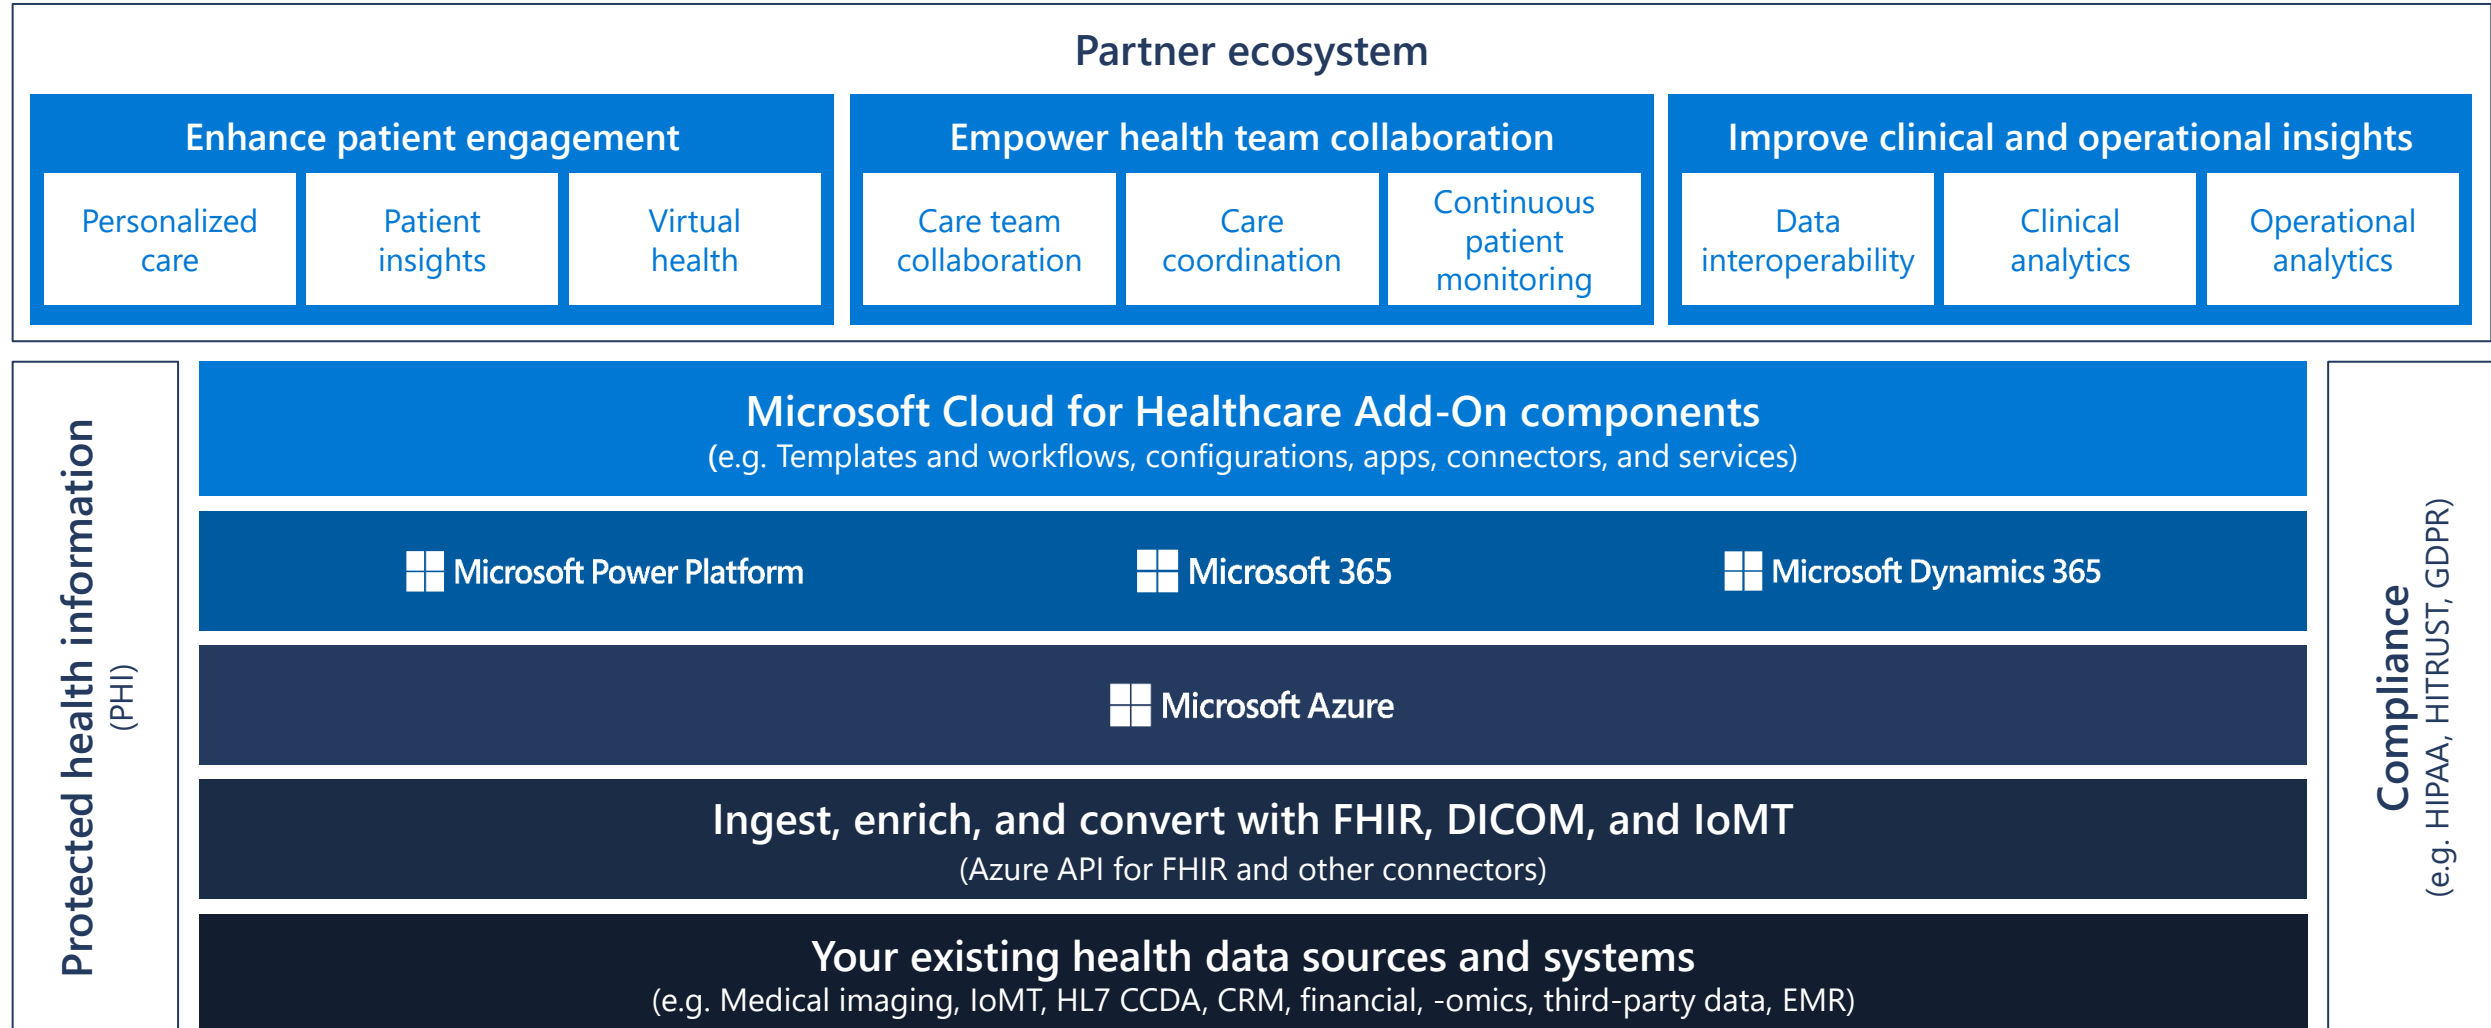 Partner ecosystem
Enhance patient engagement
Personalized
care
Patient
insights
Virtual
health
Empower health team collaboration
Care team
collaboration
Care
coordination
Continuous
patient
monitoring
Improve clinical and operational insights
Data
interoperability
Clinical
analytics
Operational
analytics
Protected health information
(PHI)
Microsoft Cloud for Healthcare Add-On components
(e.g. Templates and workflows, configurations, apps, connectors, and services)
Microsoft Power Platform
Microsoft 365
Microsoft Dynamics 365
Microsoft Azure
Ingest, enrich, and convert with FHIR, DICOM, and IoMT
(Azure API for FHIR and other connectors)
Your existing health data sources and systems
(e.g. Medical imaging, IoMT, HL7 CCDA, CRM, financial, -omics, third-party data, EMR)
Compliance
(e.g. HIPAA, HITRUST, GDPR)